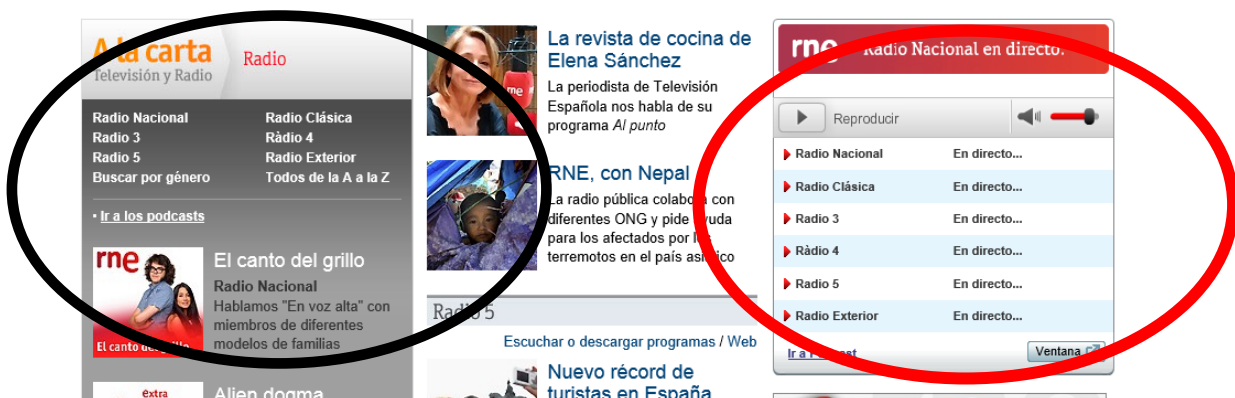 A la carta
Televisión y Radio
Radio
Radio Nacional
Radio Clásica
Radio 3
Ràdio 4
Radio 5
Radio Exterior
Buscar por género
Todos de la A a la Z
• Ir a los podcasts
rne
El canto del grillo
El canto del grillo
Radio Nacional
Hablamos "En voz alta" con
miembros de diferentes
modelos de familias
extra
Alien dogma
La revista de cocina de
Elena Sánchez
La periodista de Televisión
Española nos habla de su
programa Al punto
RNE, con Nepal
La radio pública colabora con
diferentes ONG y pide ayuda
para los afectados por los
terremotos en el país asiático
Radio 5
Escuchar o descargar programas / Web
Nuevo récord de
turistas en España
rne Radio Nacional en directo.
Reproducir
Radio Nacional En directo...
Radio Clásica En directo...
Radio 3 En directo...
Ràdio 4 En directo...
Radio 5 En directo...
Radio Exterior En directo...
Ir a Podcast
Ventana